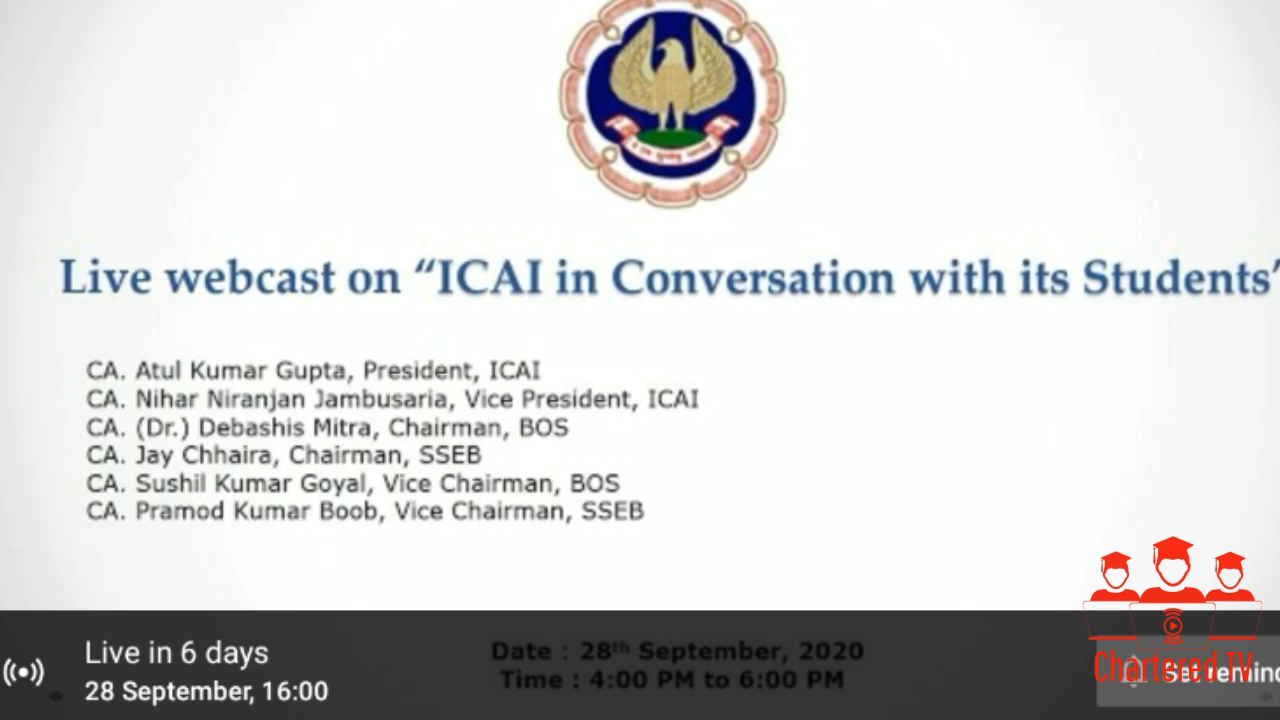 Live webcast on “ICAI in Conversation with its Students”
CA. Atul Kumar Gupta, President, ICAI
CA. Nihar Niranjan Jambusaria, Vice President, ICAI
CA. (Dr.) Debashis Mitra, Chairman, BOS
CA. Jay Chhaira, Chairman, SSEB
CA. Sushil Kumar Goyal, Vice Chairman, BOS
CA. Pramod Kumar Boob, Vice Chairman, SSEB
Date : 28th September, 2020
Time : 4:00 PM to 6:00 PM
Live in 6 days
28 September, 16:00
Chartered TV
Set remind